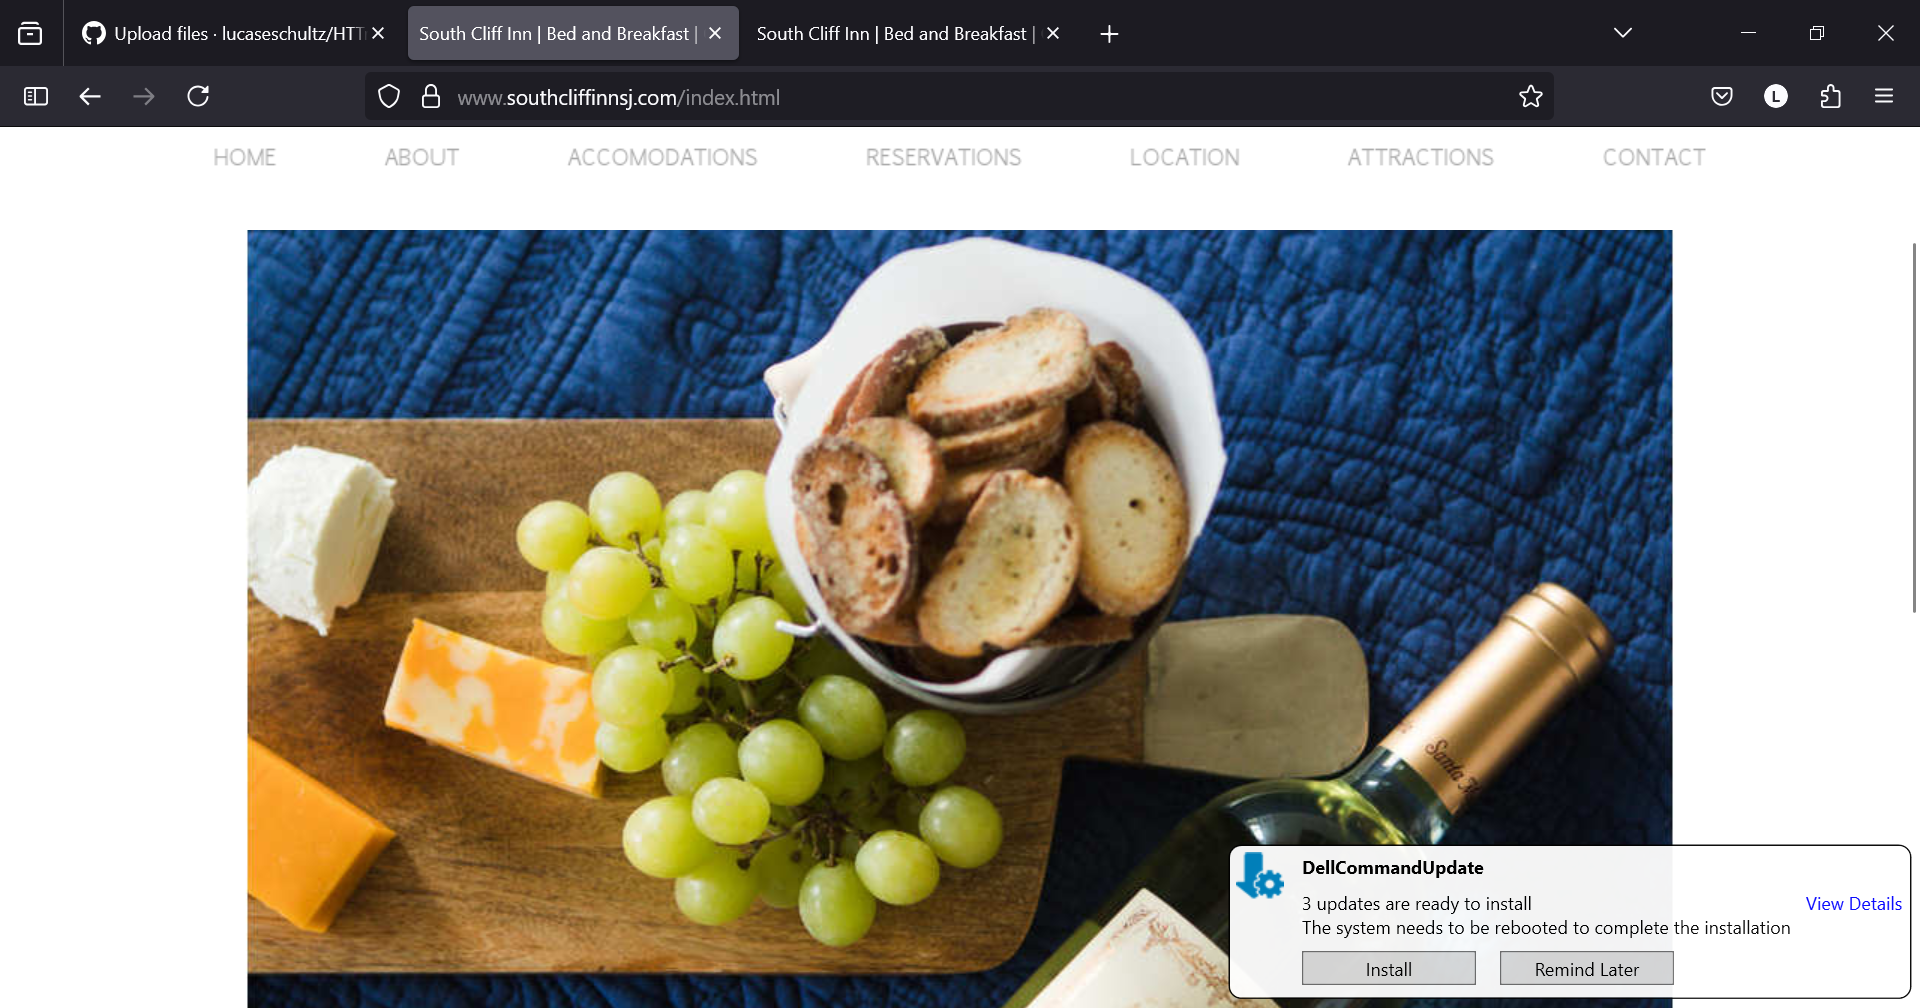 Upload files · lucaseschultz/HTT
South Cliff Inn | Bed and Breakfast |
South Cliff Inn | Bed and Breakfast |
www.southcliffinnsj.com/index.html
L
HOME ABOUT ACCOMODATIONS RESERVATIONS LOCATION ATTRACTIONS CONTACT
Santa
DellCommandUpdate
3 updates are ready to install
View Details
The system needs to be rebooted to complete the installation
Install Remind Later